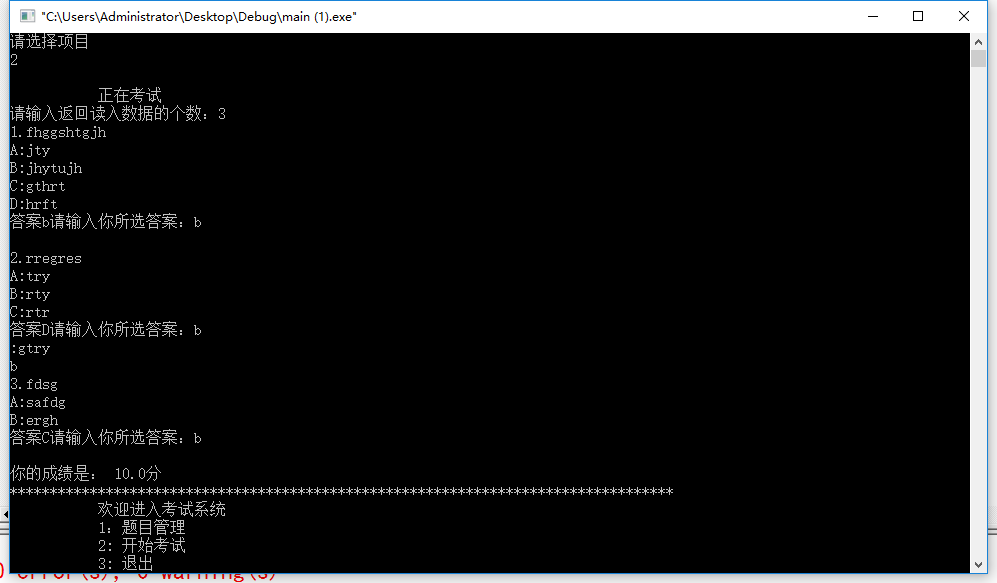 "C:\Users\Administrator\Desktop\Debug\main (1).exe"
请选择项目
2
正在考试
请输入返回读入数据的个数：3
1.fhggshtgjh
A:jty
B:jhytujh
C:gthrt
D:hrft
答案b请输入你所选答案：b
2.rregres
A:try
B:rty
C:rtr
答案D请输入你所选答案：b
:gtry
b
3.fdsg
A:safdg
B:ergh
答案C请输入你所选答案：b
你的成绩是： 10.0分
***********************************************************************************
欢迎进入考试系统
1：题目管理
2：开始考试
3：退出
0 error(s), 0 warning(s)